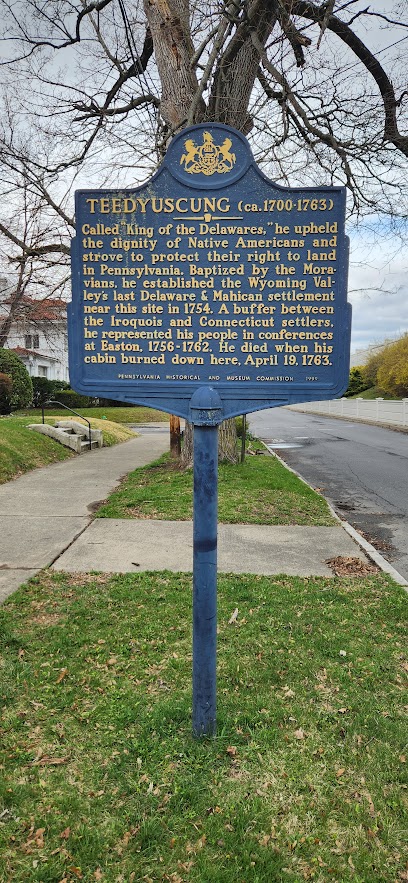 TEEDYUSCUNG (ca.1700-1763)
Called "King of the Delawares," he upheld
the dignity of Native Americans and
strove to protect their right to land
in Pennsylvania. Baptized by the Mora-
vians, he established the Wyoming Val-
ley's last Delaware & Mahican settlement
near this site in 1754. A buffer between
the Iroquois and Connecticut settlers,
he represented his people in conferences
at Easton, 1756-1762. He died when his
cabin burned down here, April 19, 1763.
PENNSYLVANIA HISTORICAL AND MUSEUM COMMISSION 1991